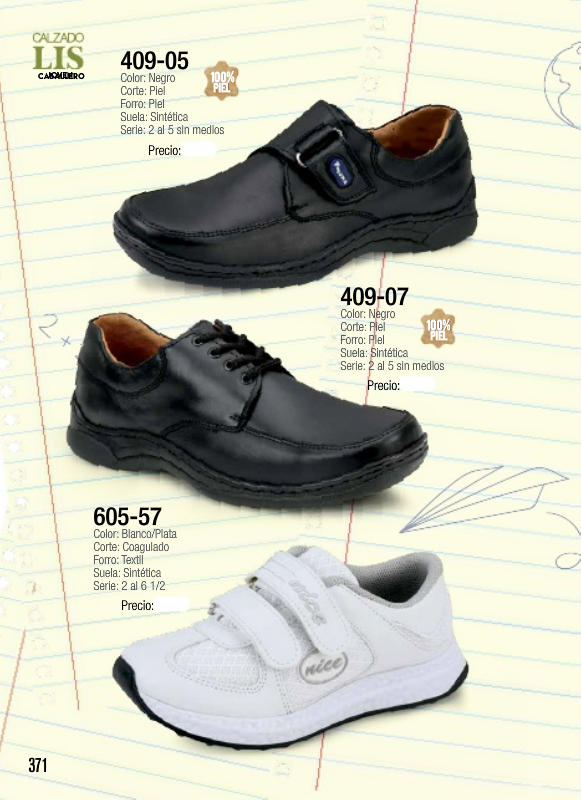 CALZADO
LIS
CABALLERO
409-05
Color: Negro
Corte: Piel
Forro: Piel
Suela: Sintética
Serie: 2 al 5 sin medios
Precio:
100%
PIEL
409-07
Color: Negro
Corte: Piel
Forro: Piel
Suela: Sintética
Serie: 2 al 5 sin medios
Precio:
100%
PIEL
2x
605-57
Color: Blanco/Plata
Corte: Coagulado
Forro: Textil
Suela: Sintética
Serie: 2 al 6 1/2
Precio:
nice
nice
371